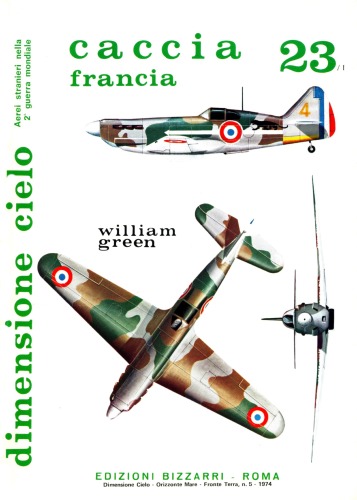 caccia
francia
23/1
Aerei stranieri nella
2ª guerra mondiale
dimensione cielo
4
william
green
EDIZIONI BIZZARRI - ROMA
Dimensione Cielo - Orizzonte Mare - Fronte Terra, n. 5 - 1974